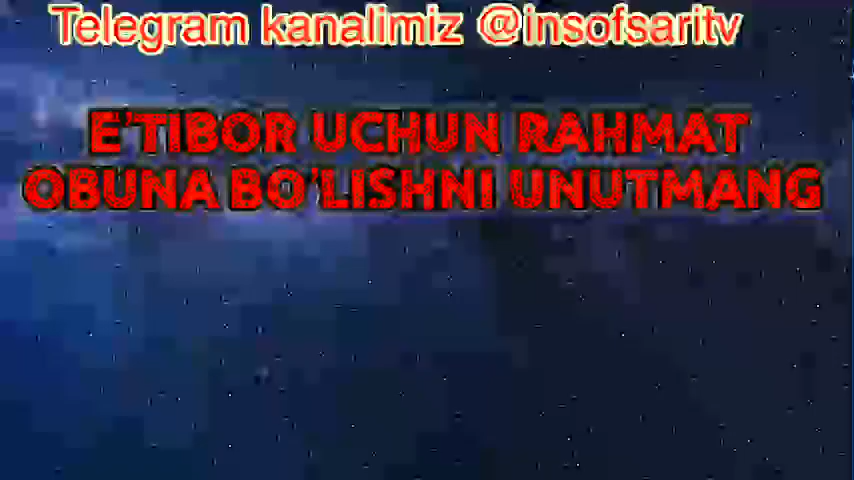 Telegram kanalimiz @insofsaritv
E'TIBOR UCHUN RAHMAT
OBUNA BO'LISHNI UNUTMANG